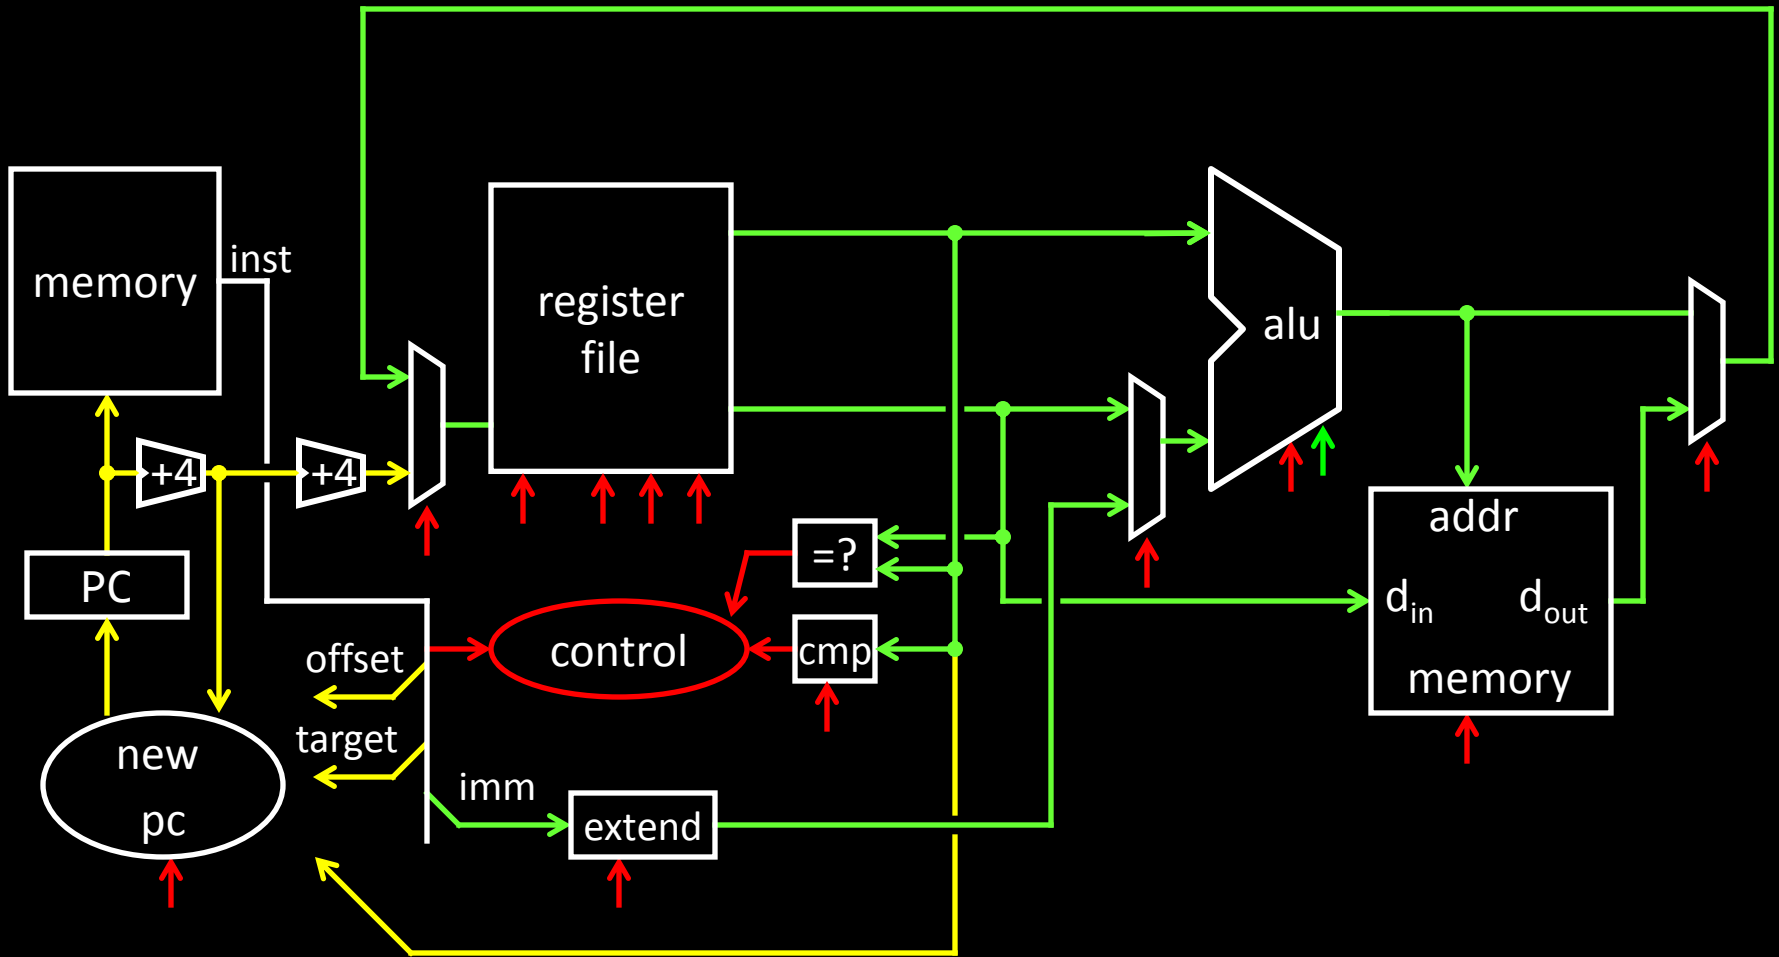 memory
inst
register
file
alu
+4
+4
PC
=?
addr
d_in
d_out
memory
control
cmp
offset
target
new
pc
imm
extend